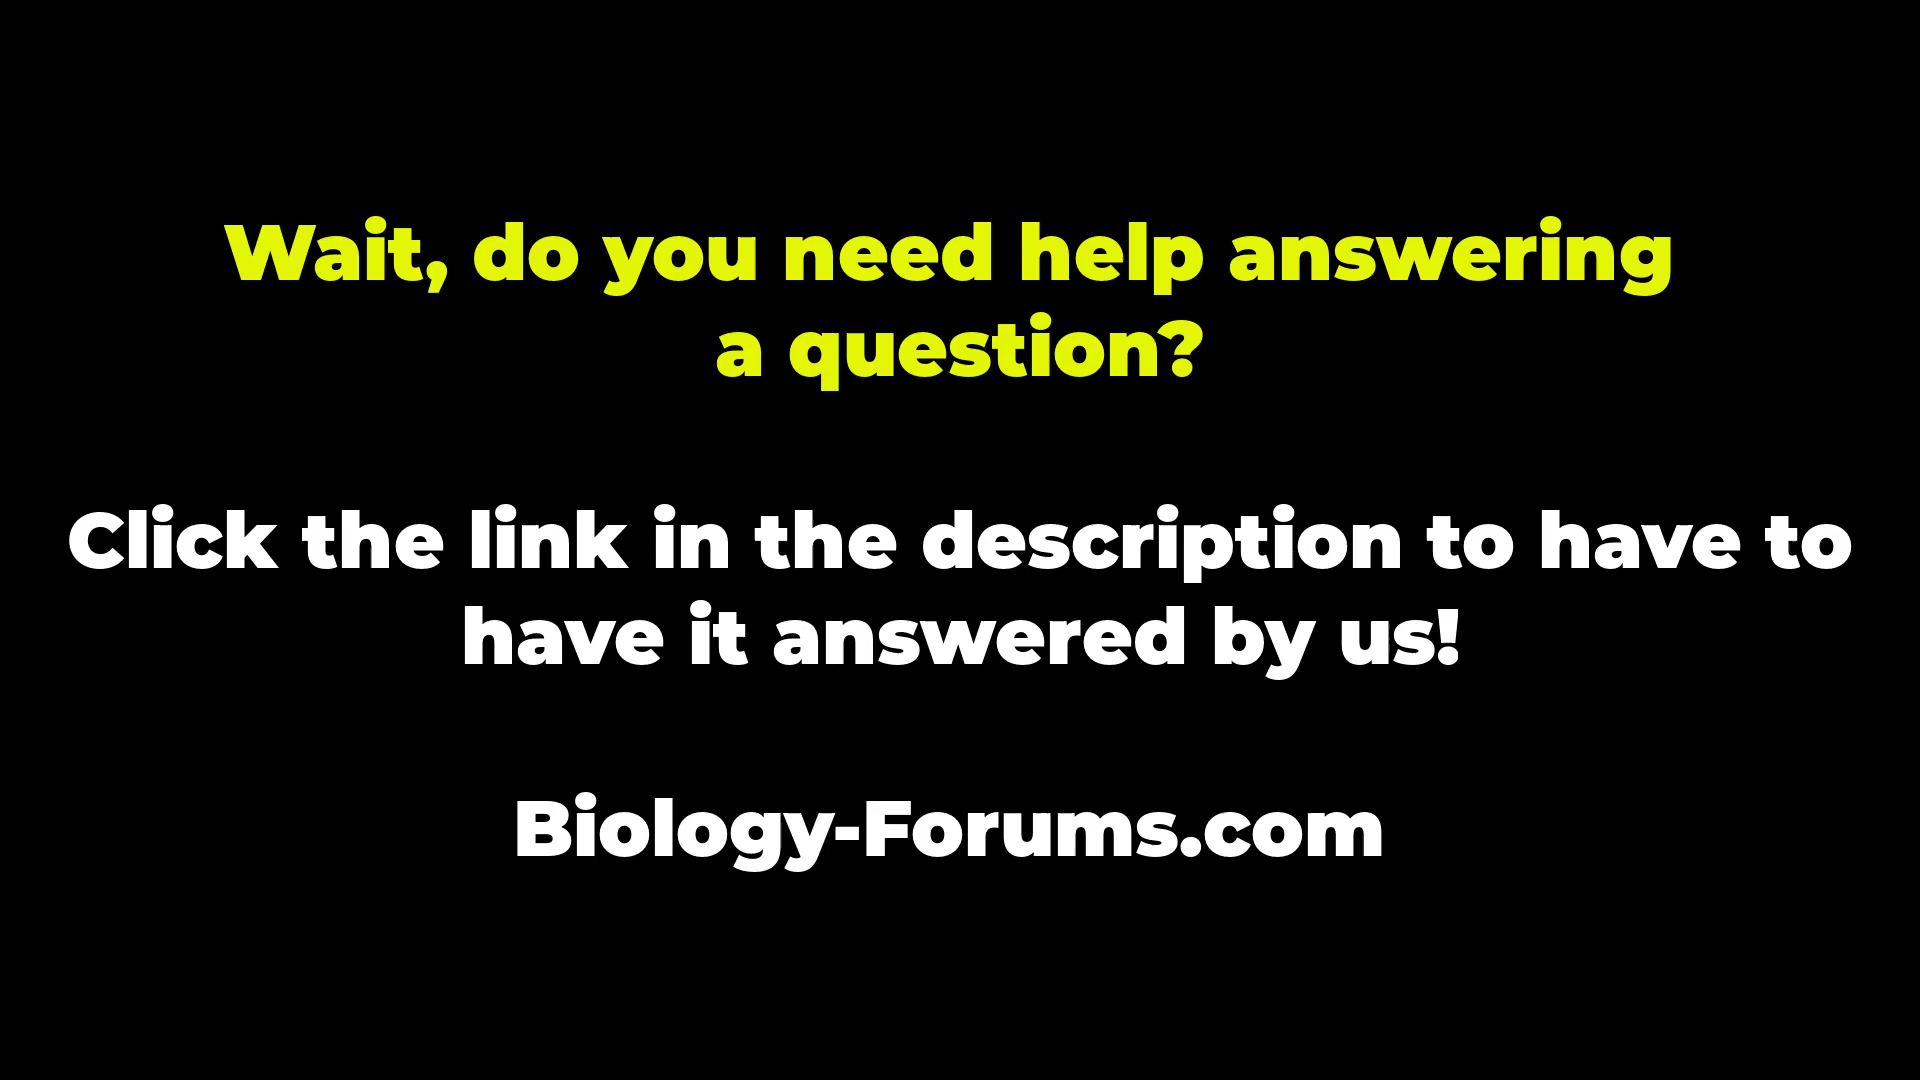 Wait, do you need help answering
a question?
Click the link in the description to have to
have it answered by us!
Biology-Forums.com